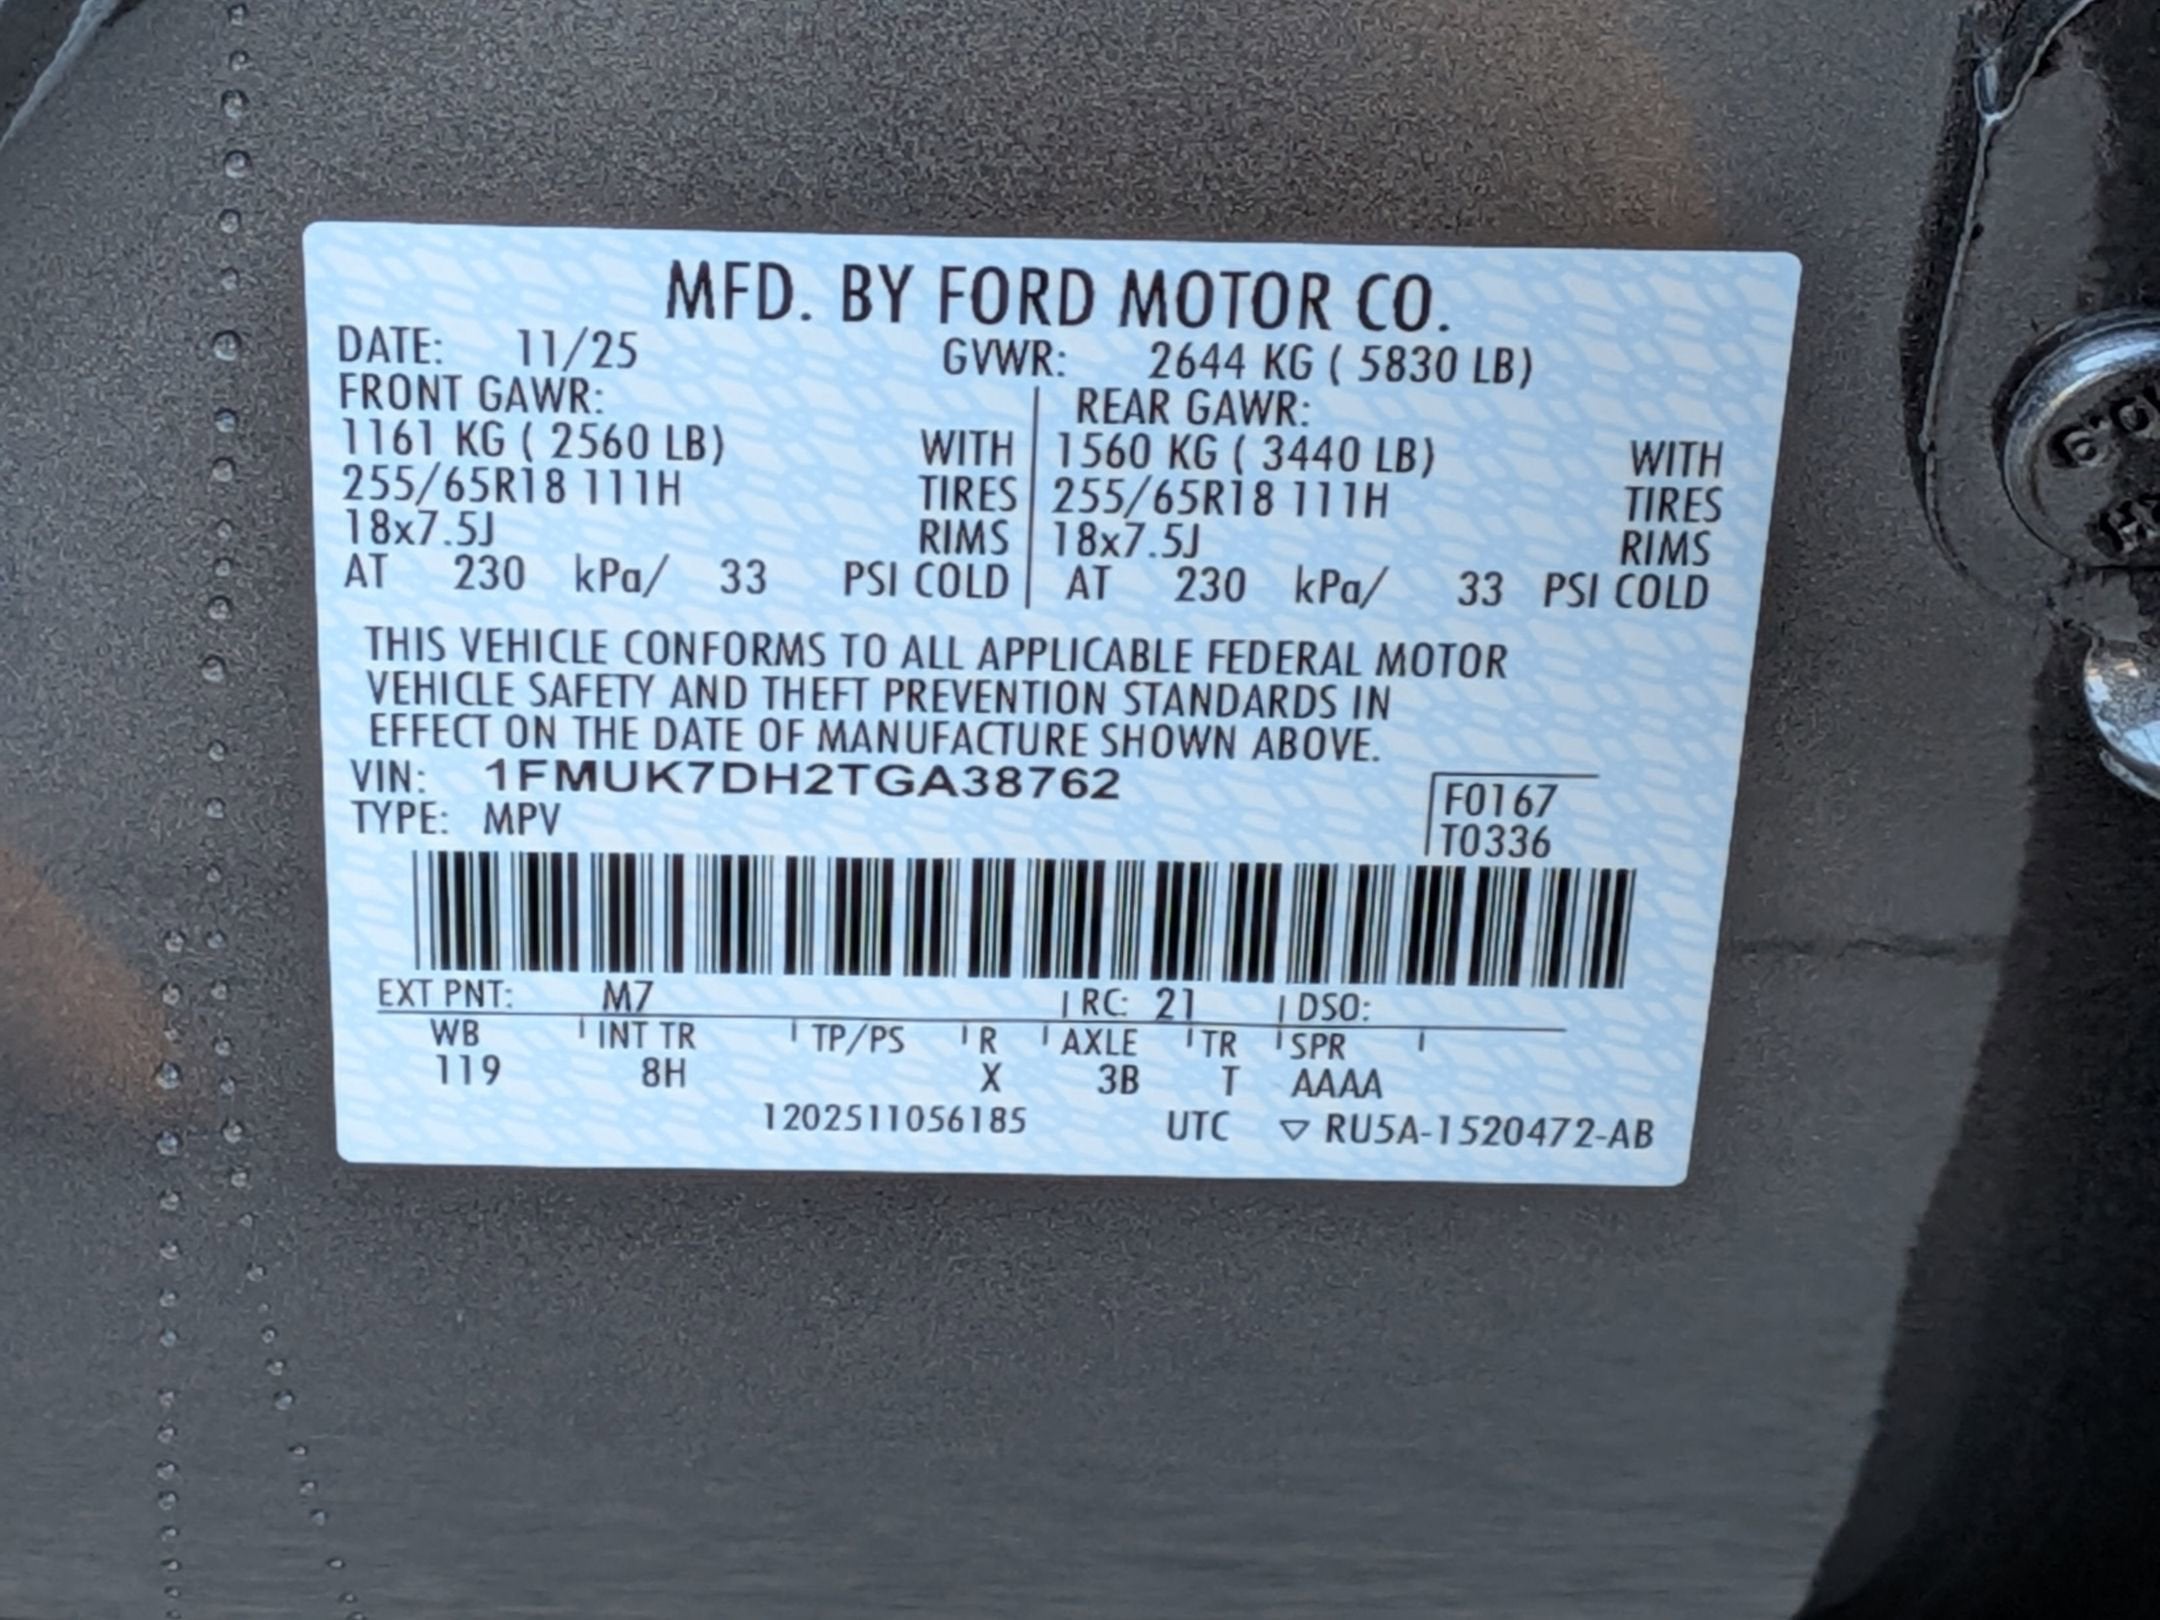 MFD. BY FORD MOTOR CO.
DATE: 11/25 GVWR: 2644 KG ( 5830 LB)
FRONT GAWR: REAR GAWR:
1161 KG ( 2560 LB) WITH 1560 KG ( 3440 LB) WITH
255/65R18 111H TIRES 255/65R18 111H TIRES
18x7.5J RIMS 18x7.5J RIMS
AT 230 kPa/ 33 PSI COLD AT 230 kPa/ 33 PSI COLD
THIS VEHICLE CONFORMS TO ALL APPLICABLE FEDERAL MOTOR
VEHICLE SAFETY AND THEFT PREVENTION STANDARDS IN
EFFECT ON THE DATE OF MANUFACTURE SHOWN ABOVE.
VIN: 1FMUK7DH2TGA38762
TYPE: MPV
F0167
T0336
EXT PNT: M7 RC: 21 DSO:
WB INT TR TP/PS R AXLE TR SPR
119 8H X 3B T AAAA
1202511056185 UTC ▽ RU5A-1520472-AB